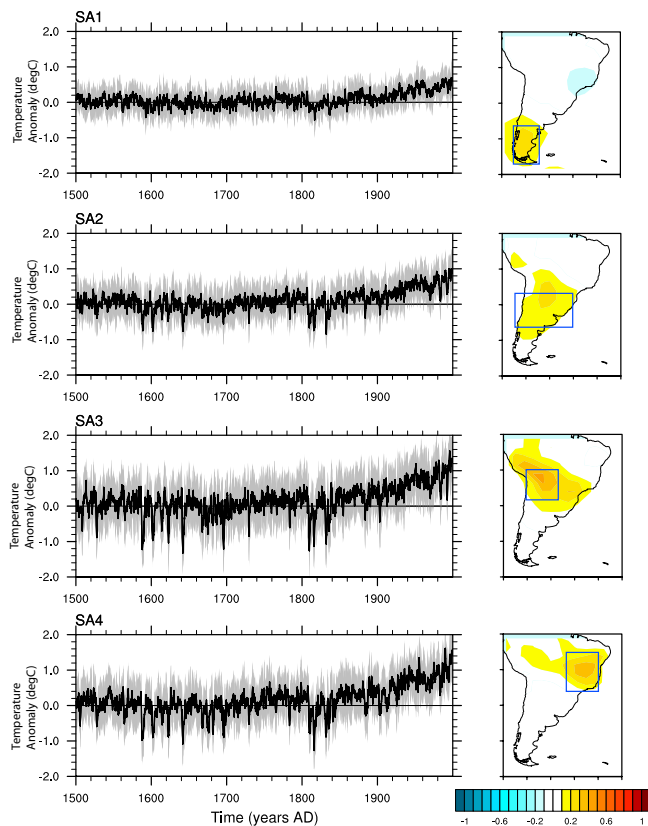 SA1
Temperature
Anomaly (degC)
2.0
1.0
0.0
-1.0
-2.0
1500 1600 1700 1800 1900
SA2
Temperature
Anomaly (degC)
2.0
1.0
0.0
-1.0
-2.0
1500 1600 1700 1800 1900
SA3
Temperature
Anomaly (degC)
2.0
1.0
0.0
-1.0
-2.0
1500 1600 1700 1800 1900
SA4
Temperature
Anomaly (degC)
2.0
1.0
0.0
-1.0
-2.0
1500 1600 1700 1800 1900
Time (years AD)
-1 -0.6 -0.2 0.2 0.6 1